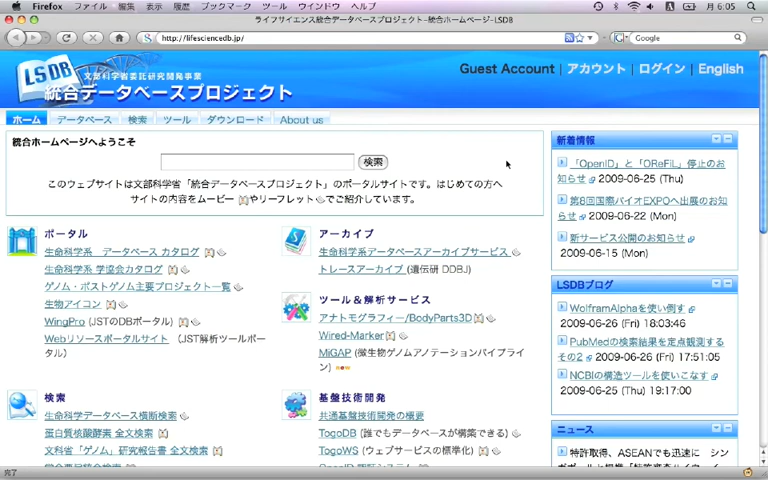 Firefox ファイル 編集 表示 履歴 ブックマーク ツール ウィンドウ ヘルプ 月 6:05
ライフサイエンス統合データベースプロジェクト-統合ホームページ-LSDB
http://lifesciencedb.jp/
Google
LSDB
文部科学省委託研究開発事業
統合データベースプロジェクト
Guest Account | アカウント | ログイン | English
ホーム データベース 検索 ツール ダウンロード About us
統合ホームページへようこそ
検索
このウェブサイトは文部科学省「統合データベースプロジェクト」のポータルサイトです。はじめての方へ
サイトの内容をムービー やリーフレット でご紹介しています。
ポータル
生命科学系 データベース カタログ
生命科学系 学協会カタログ
ゲノム・ポストゲノム主要プロジェクト一覧
生物アイコン
WingPro (JSTのDBポータル)
Webリソースポータルサイト (JST解析ツールポー
タル)
検索
生命科学データベース横断検索
蛋白質核酸酵素 全文検索
文科省「ゲノム」研究報告書 全文検索
アーカイブ
生命科学系データベースアーカイブサービス
トレースアーカイブ (遺伝研 DDBJ)
ツール&解析サービス
アナトモグラフィー/BodyParts3D
Wired-Marker
MiGAP (微生物ゲノムアノテーションパイプライ
ン)
基盤技術開発
共通基盤技術開発の概要
TogoDB (誰でもデータベースが構築できる)
TogoWS (ウェブサービスの標準化)
新着情報
「OpenID」と「OReFiL」停止のお
知らせ 2009-06-25 (Thu)
第8回国際バイオEXPOへ出展のお知
らせ 2009-06-22 (Mon)
新サービス公開のお知らせ
2009-06-15 (Mon)
LSDBブログ
WolframAlphaを使い倒す
2009-06-26 (Fri) 18:03:46
PubMedの検索結果を定点観測する
その2 2009-06-26 (Fri) 17:51:05
NCBIの構造ツールを使いこなす
2009-06-25 (Thu) 19:17:00
ニュース
特許取得、ASEANでも迅速に シン
完了